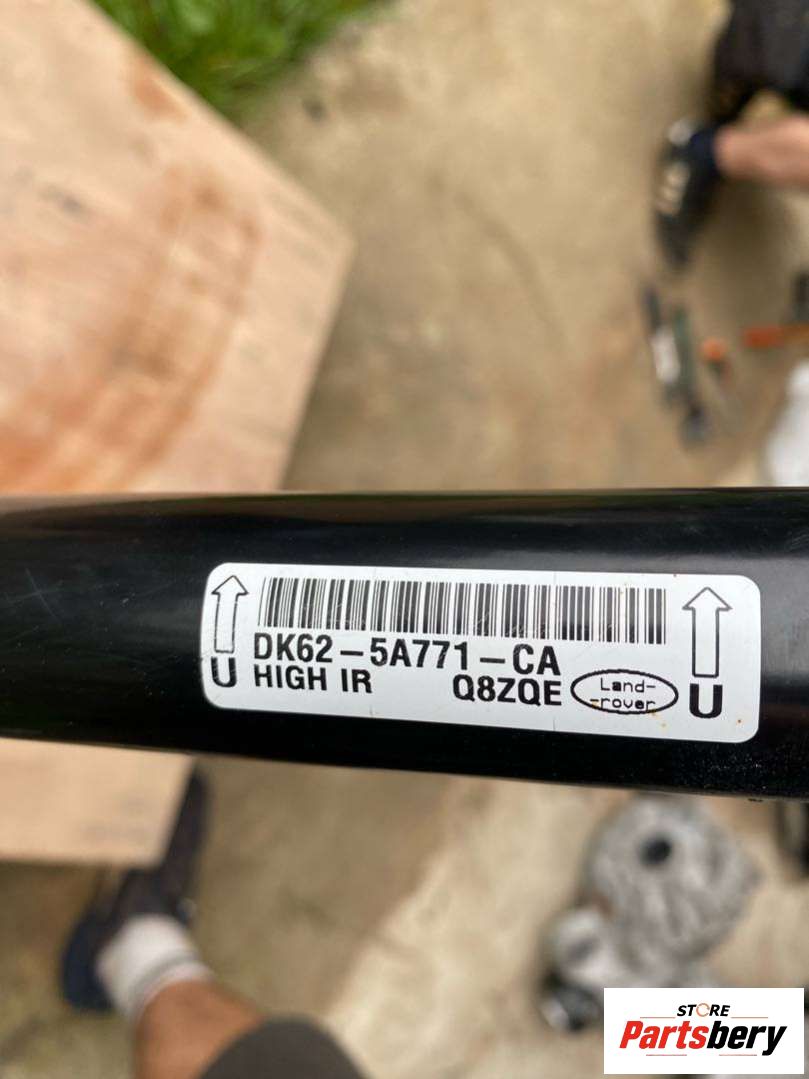 DK62-5A771-CA
HIGH IR Q8ZQE Land-
-rover
U U
STORE
Partsbery